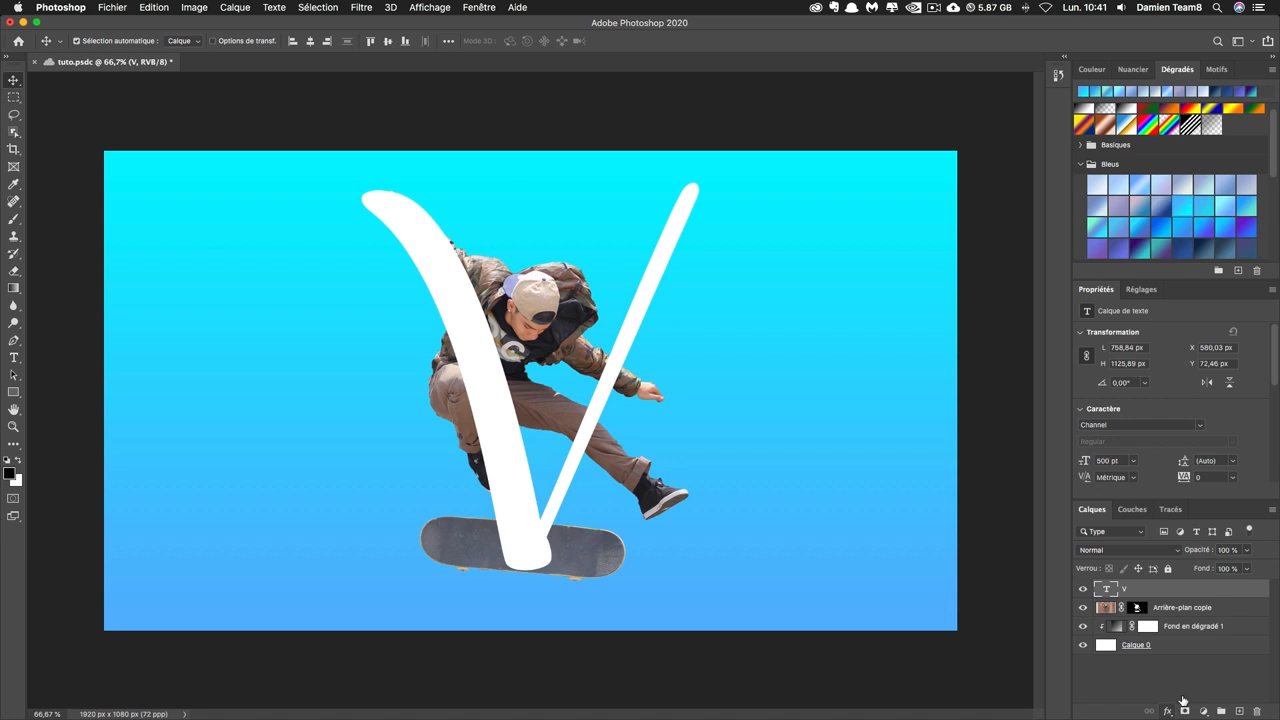 Photoshop Fichier Edition Image Calque Texte Sélection Filtre 3D Affichage Fenêtre Aide 5.87 GB Lun. 10:41 Damien Team8
Adobe Photoshop 2020
Sélection automatique : Calque Options de transf. Mode 3D :
tuto.psdc @ 66,7% (V, RVB/8) *
Couleur Nuancier Dégradés Motifs
Basiques
Bleus
V
Propriétés Réglages
T Calque de texte
Transformation
L 758,84 px X 580,03 px
H 1125,89 px Y 72,46 px
0,00°
Caractère
Channel
Regular
500 pt (Auto)
Métrique 0
Calques Couches Tracés
Type
Normal Opacité : 100 %
Verrou : Fond : 100 %
T V
Arrière-plan copie
Fond en dégradé 1
Calque 0
fx
66,67 % 1920 px x 1080 px (72 ppp)